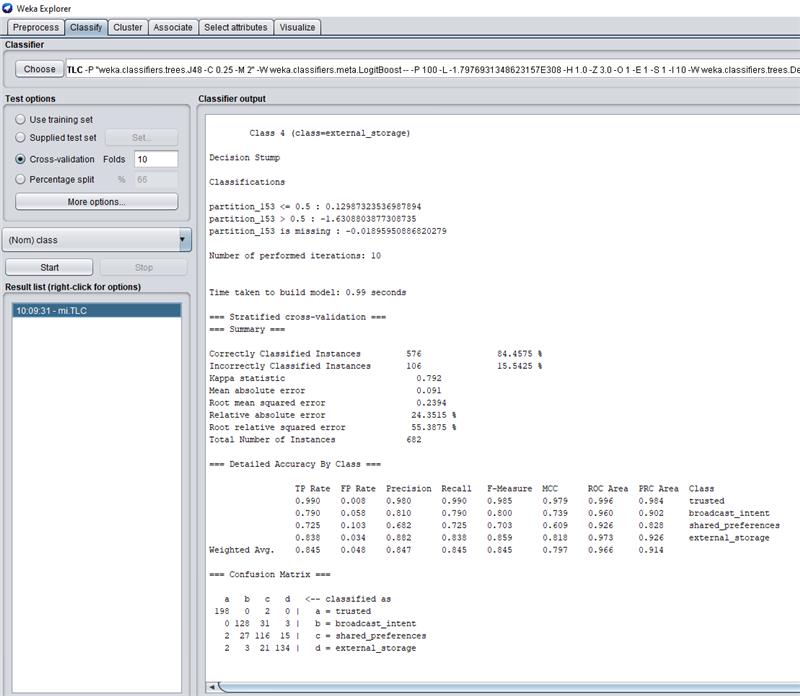 Weka Explorer
Preprocess Classify Cluster Associate Select attributes Visualize
Classifier
Choose TLC -P "weka.classifiers.trees.J48 -C 0.25 -M 2" -W weka.classifiers.meta.LogitBoost -- -P 100 -L -1.7976931348623157E308 -H 1.0 -Z 3.0 -O 1 -E 1 -S 1 -I 10 -W weka.classifiers.trees.De
Test options
Use training set
Supplied test set Set...
Cross-validation Folds 10
Percentage split % 66
More options...
(Nom) class
Start Stop
Result list (right-click for options)
10:09:31 - mi.TLC
Classifier output
Class 4 (class=external_storage)
Decision Stump
Classifications
partition_153 <= 0.5 : 0.12987323536987894
partition_153 > 0.5 : -1.6308803877308735
partition_153 is missing : -0.01895950886820279
Number of performed iterations: 10
Time taken to build model: 0.99 seconds
=== Stratified cross-validation ===
=== Summary ===
Correctly Classified Instances 576 84.4575 %
Incorrectly Classified Instances 106 15.5425 %
Kappa statistic 0.792
Mean absolute error 0.091
Root mean squared error 0.2394
Relative absolute error 24.3515 %
Root relative squared error 55.3875 %
Total Number of Instances 682
=== Detailed Accuracy By Class ===
TP Rate FP Rate Precision Recall F-Measure MCC ROC Area PRC Area Class
0.990 0.008 0.980 0.990 0.985 0.979 0.996 0.984 trusted
0.790 0.058 0.810 0.790 0.800 0.739 0.960 0.902 broadcast_intent
0.725 0.103 0.682 0.725 0.703 0.609 0.926 0.828 shared_preferences
0.838 0.034 0.882 0.838 0.859 0.818 0.973 0.926 external_storage
Weighted Avg. 0.845 0.048 0.847 0.845 0.845 0.797 0.966 0.914
=== Confusion Matrix ===
a b c d <-- classified as
198 0 2 0 | a = trusted
0 128 31 3 | b = broadcast_intent
2 27 116 15 | c = shared_preferences
2 3 21 134 | d = external_storage